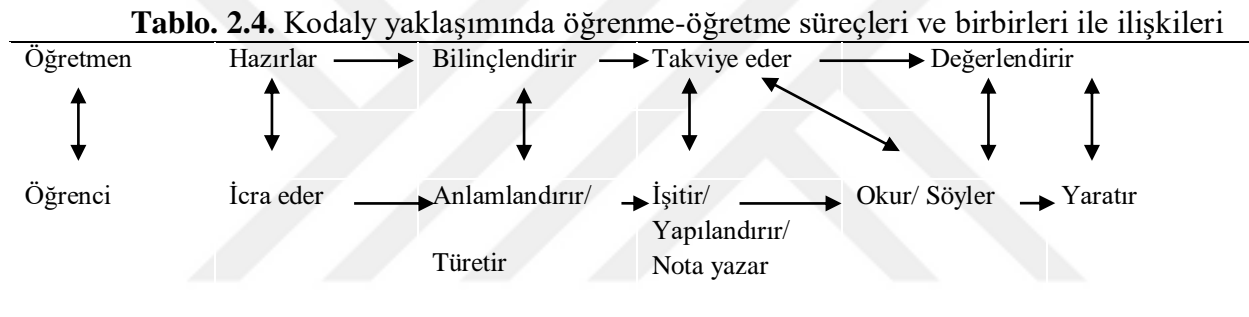 Tablo. 2.4. Kodaly yaklaşımında öğrenme-öğretme süreçleri ve birbirleri ile ilişkileri
Öğretmen Hazırlar Bilinçlendirir Takviye eder Değerlendirir
Öğrenci İcra eder Anlamlandırır/ İşitir/ Okur/ Söyler Yaratır
Yapılandırır/
Türetir Nota yazar